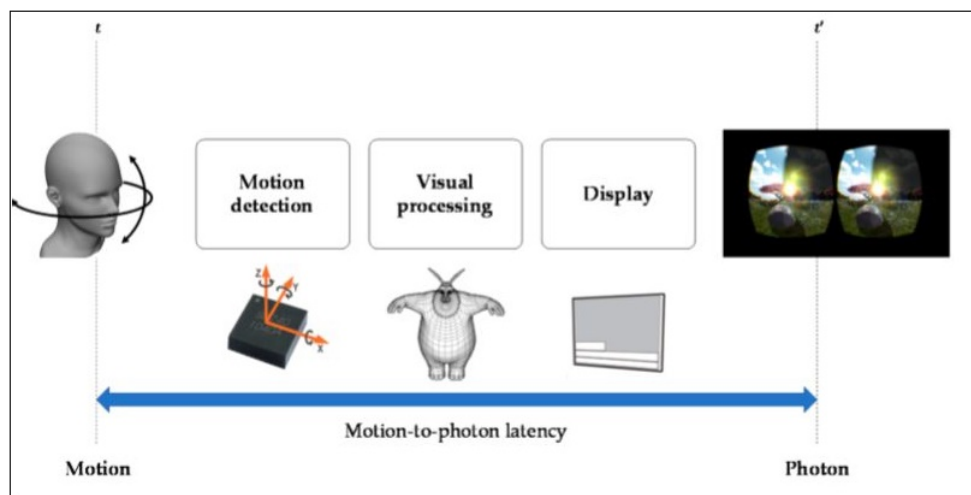 t
t'
Motion
detection
Visual
processing
Display
Z
Y
X
Motion-to-photon latency
Motion
Photon